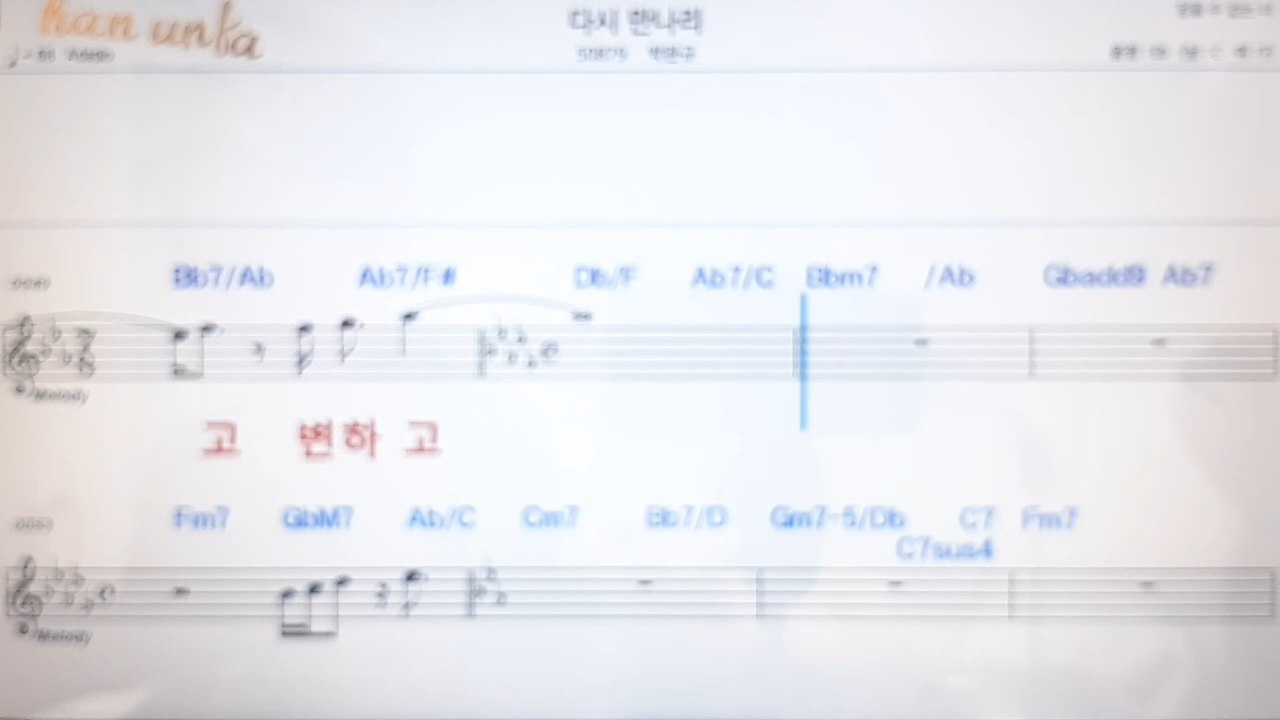 Han unka
다시 만나리
Bb7/Ab Ab7/F# Db/F Ab7/C Bbm7 /Ab Gbadd9 Ab7
Melody
고 변하 고
Fm7 GbM7 Ab/C Cm7 Bb7/D Gm7-5/Db C7 Fm7
C7sus4
Melody